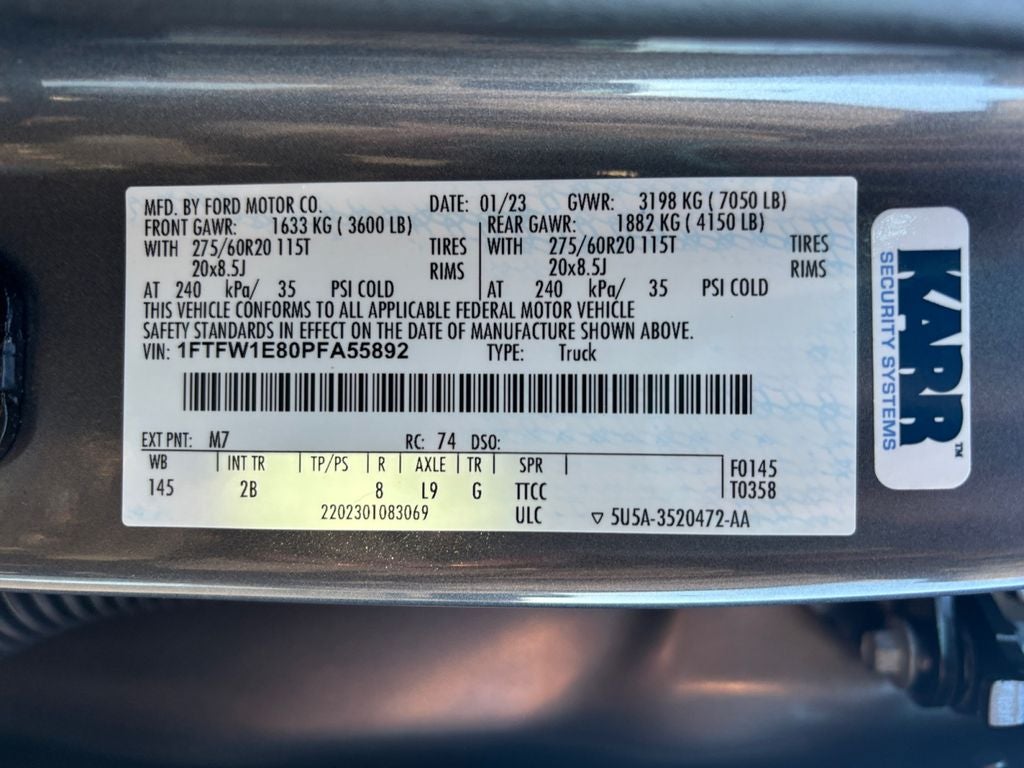 MFD. BY FORD MOTOR CO. DATE: 01/23 GVWR: 3198 KG ( 7050 LB)
FRONT GAWR: 1633 KG ( 3600 LB) REAR GAWR: 1882 KG ( 4150 LB)
WITH 275/60R20 115T TIRES WITH 275/60R20 115T TIRES
20x8.5J RIMS 20x8.5J RIMS
AT 240 kPa/ 35 PSI COLD AT 240 kPa/ 35 PSI COLD
THIS VEHICLE CONFORMS TO ALL APPLICABLE FEDERAL MOTOR VEHICLE
SAFETY STANDARDS IN EFFECT ON THE DATE OF MANUFACTURE SHOWN ABOVE.
VIN: 1FTFW1E80PFA55892 TYPE: Truck
EXT PNT: M7 RC: 74 DSO:
WB INT TR TP/PS R AXLE TR SPR F0145
145 2B 8 L9 G TTCC T0358
2202301083069 ULC ▽ 5U5A-3520472-AA
KARR™
SECURITY SYSTEMS